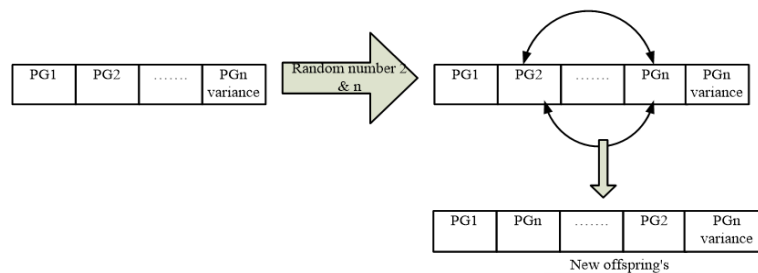 PG1 PG2 ……. PGn
variance
Random number 2
& n
PG1 PG2 ……. PGn PGn
variance
PG1 PGn ……. PG2 PGn
variance
New offspring's